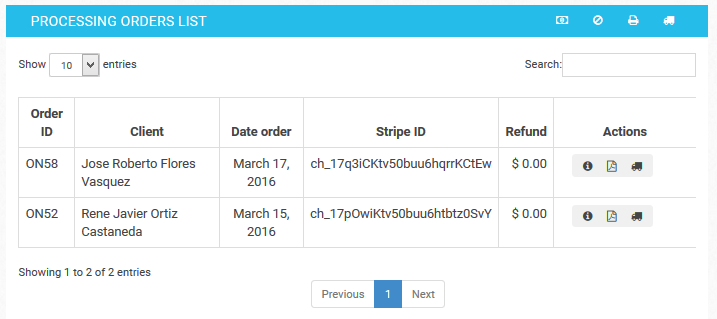 PROCESSING ORDERS LIST
Show 10 entries Search:
Order ID Client Date order Stripe ID Refund Actions
ON58 Jose Roberto Flores Vasquez March 17, 2016 ch_17q3iCKtv50buu6hqrrKCtEw $ 0.00
ON52 Rene Javier Ortiz Castaneda March 15, 2016 ch_17pOwiKtv50buu6htbtz0SvY $ 0.00
Showing 1 to 2 of 2 entries
Previous 1 Next